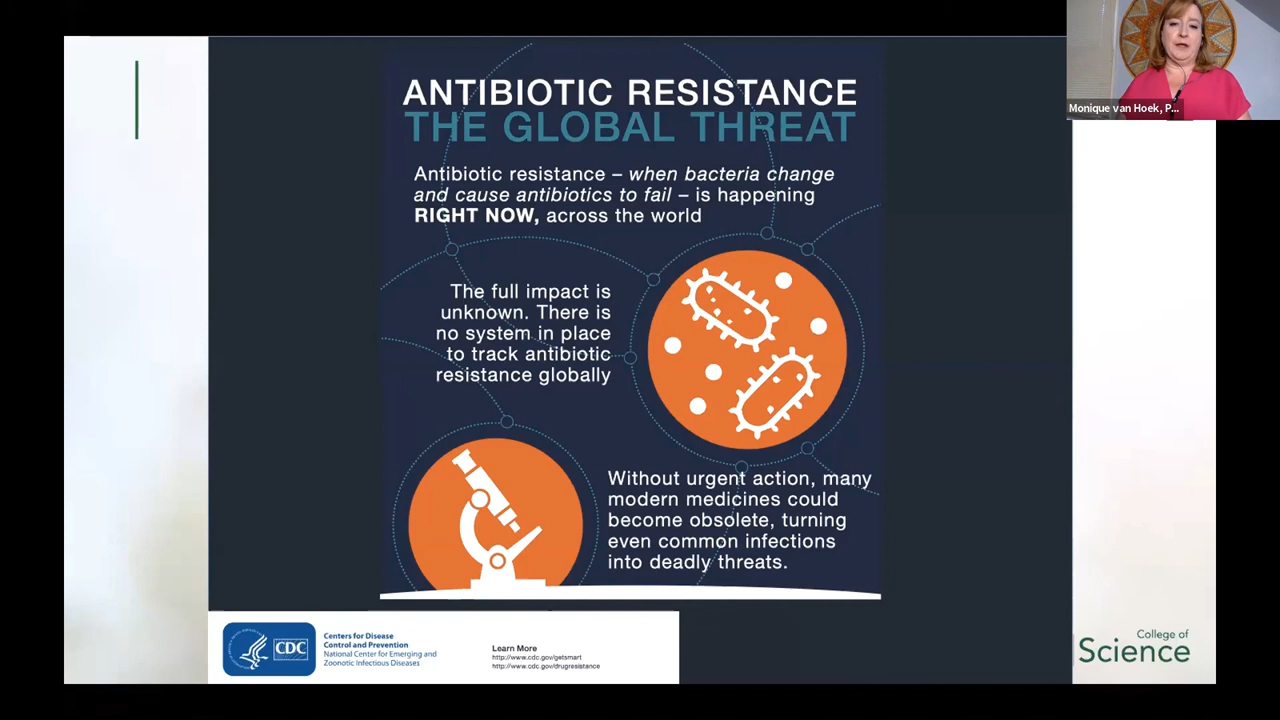 Monique van Hoek, P...
ANTIBIOTIC RESISTANCE
THE GLOBAL THREAT
Antibiotic resistance – when bacteria change
and cause antibiotics to fail – is happening
RIGHT NOW, across the world
The full impact is
unknown. There is
no system in place
to track antibiotic
resistance globally
Without urgent action, many
modern medicines could
become obsolete, turning
even common infections
into deadly threats.
CDC
Centers for Disease
Control and Prevention
National Center for Emerging and
Zoonotic Infectious Diseases
Learn More
http://www.cdc.gov/getsmart
http://www.cdc.gov/drugresistance
College of
Science